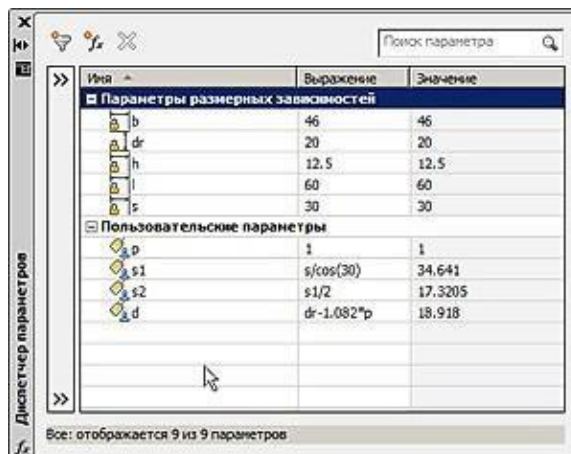 Поиск параметра
Имя Выражение Значение
Параметры размерных зависимостей
b 46 46
dr 20 20
h 12.5 12.5
l 60 60
s 30 30
Пользовательские параметры
p 1 1
s1 s/cos(30) 34.641
s2 s1/2 17.3205
d dr-1.082*p 18.918
Диспетчер параметров
Все: отображается 9 из 9 параметров